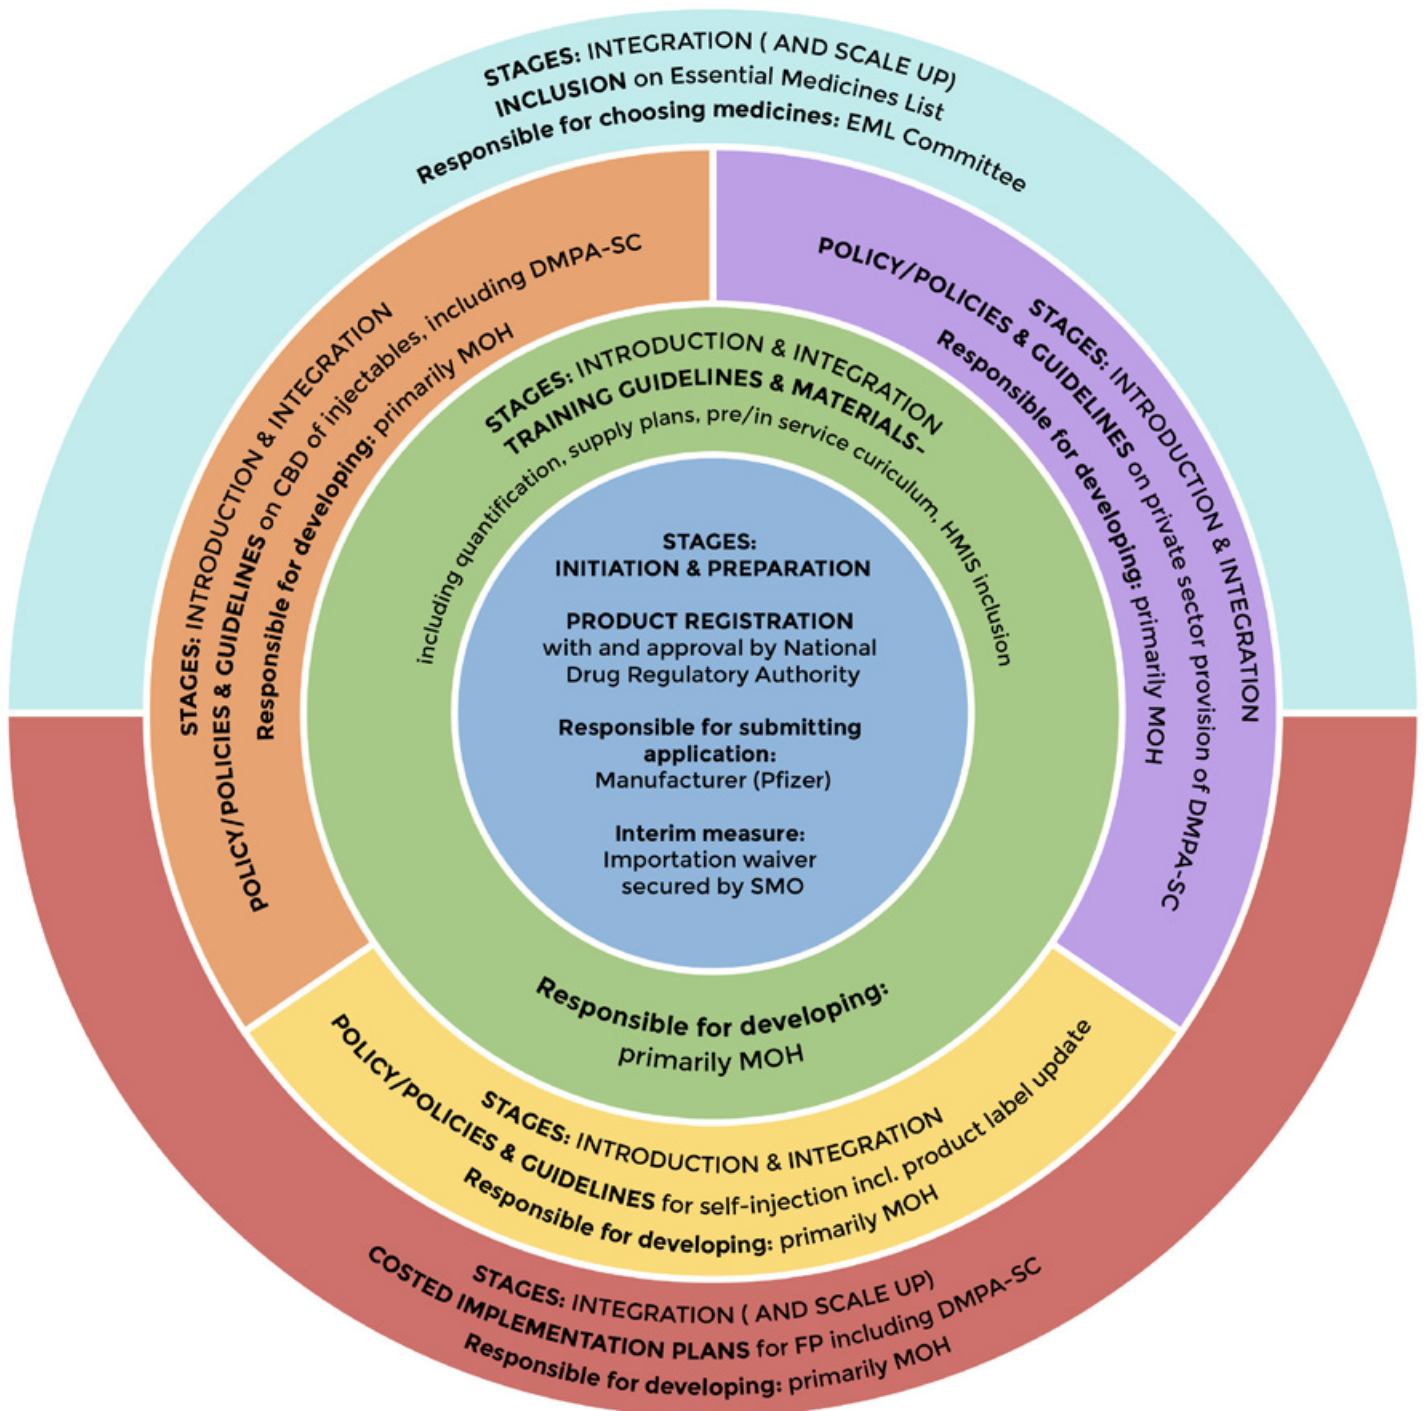 STAGES: INTEGRATION ( AND SCALE UP)
INCLUSION on Essential Medicines List
Responsible for choosing medicines: EML Committee
STAGES: INTRODUCTION & INTEGRATION
POLICY/POLICIES & GUIDELINES on CBD of injectables, including DMPA-SC
Responsible for developing: primarily MOH
STAGES: INTRODUCTION & INTEGRATION
POLICY/POLICIES & GUIDELINES on private sector provision of DMPA-SC
Responsible for developing: primarily MOH
STAGES: INTRODUCTION & INTEGRATION
TRAINING GUIDELINES & MATERIALS-
including quantification, supply plans, pre/in service curiculum, HMIS inclusion
Responsible for developing:
primarily MOH
STAGES:
INITIATION & PREPARATION
PRODUCT REGISTRATION
with and approval by National
Drug Regulatory Authority
Responsible for submitting
application:
Manufacturer (Pfizer)
Interim measure:
Importation waiver
secured by SMO
STAGES: INTRODUCTION & INTEGRATION
POLICY/POLICIES & GUIDELINES for self-injection incl. product label update
Responsible for developing: primarily MOH
STAGES: INTEGRATION ( AND SCALE UP)
COSTED IMPLEMENTATION PLANS for FP including DMPA-SC
Responsible for developing: primarily MOH